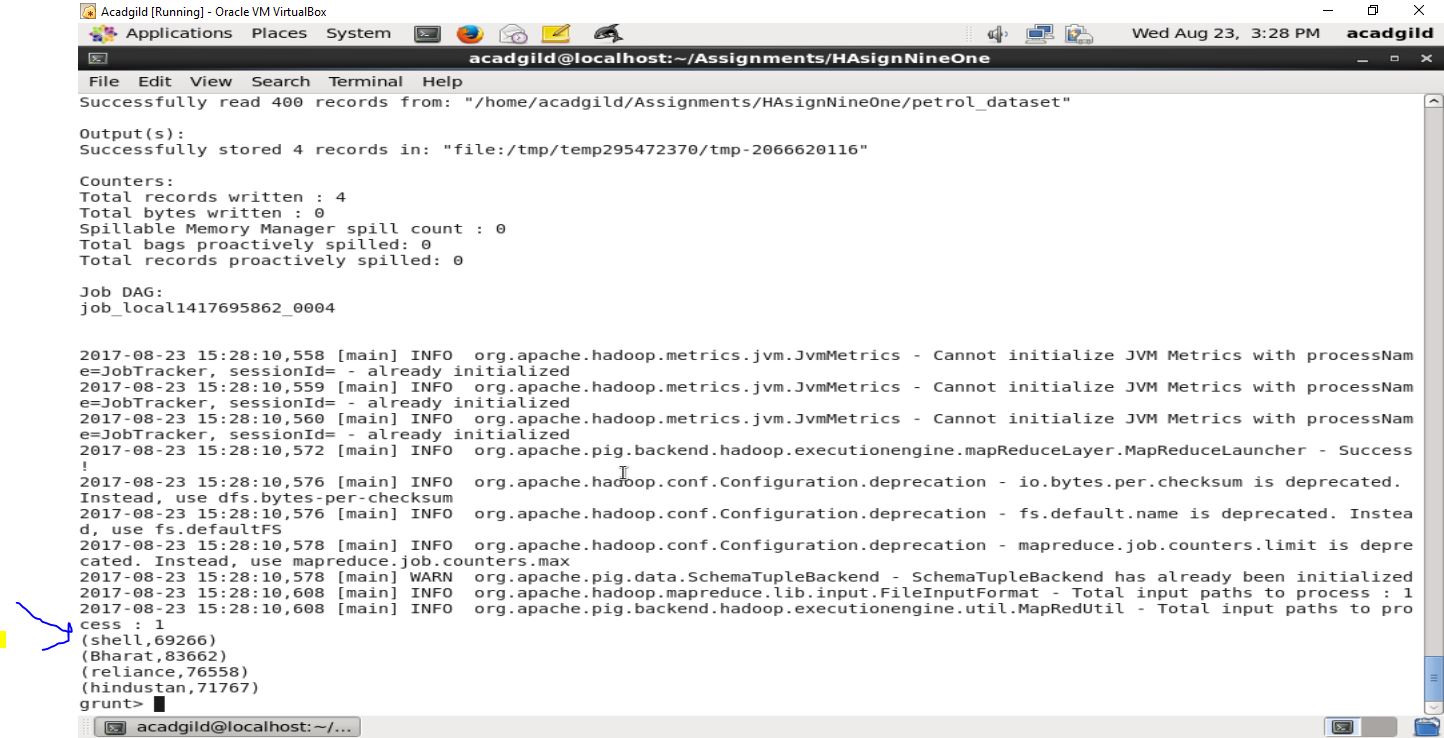 Acadgild [Running] - Oracle VM VirtualBox
Applications Places System Wed Aug 23, 3:28 PM acadgild
acadgild@localhost:~/Assignments/HAsignNineOne
File Edit View Search Terminal Help
Successfully read 400 records from: "/home/acadgild/Assignments/HAsignNineOne/petrol_dataset"
Output(s):
Successfully stored 4 records in: "file:/tmp/temp295472370/tmp-2066620116"
Counters:
Total records written : 4
Total bytes written : 0
Spillable Memory Manager spill count : 0
Total bags proactively spilled: 0
Total records proactively spilled: 0
Job DAG:
job_local1417695862_0004
2017-08-23 15:28:10,558 [main] INFO  org.apache.hadoop.metrics.jvm.JvmMetrics - Cannot initialize JVM Metrics with processNam
e=JobTracker, sessionId= - already initialized
2017-08-23 15:28:10,559 [main] INFO  org.apache.hadoop.metrics.jvm.JvmMetrics - Cannot initialize JVM Metrics with processNam
e=JobTracker, sessionId= - already initialized
2017-08-23 15:28:10,560 [main] INFO  org.apache.hadoop.metrics.jvm.JvmMetrics - Cannot initialize JVM Metrics with processNam
e=JobTracker, sessionId= - already initialized
2017-08-23 15:28:10,572 [main] INFO  org.apache.pig.backend.hadoop.executionengine.mapReduceLayer.MapReduceLauncher - Success
!
2017-08-23 15:28:10,576 [main] INFO  org.apache.hadoop.conf.Configuration.deprecation - io.bytes.per.checksum is deprecated.
Instead, use dfs.bytes-per-checksum
2017-08-23 15:28:10,576 [main] INFO  org.apache.hadoop.conf.Configuration.deprecation - fs.default.name is deprecated. Instea
d, use fs.defaultFS
2017-08-23 15:28:10,578 [main] INFO  org.apache.hadoop.conf.Configuration.deprecation - mapreduce.job.counters.limit is depre
cated. Instead, use mapreduce.job.counters.max
2017-08-23 15:28:10,578 [main] WARN  org.apache.pig.data.SchemaTupleBackend - SchemaTupleBackend has already been initialized
2017-08-23 15:28:10,608 [main] INFO  org.apache.hadoop.mapreduce.lib.input.FileInputFormat - Total input paths to process : 1
2017-08-23 15:28:10,608 [main] INFO  org.apache.pig.backend.hadoop.executionengine.util.MapRedUtil - Total input paths to pro
cess : 1
(shell,69266)
(Bharat,83662)
(reliance,76558)
(hindustan,71767)
grunt>
acadgild@localhost:~/...